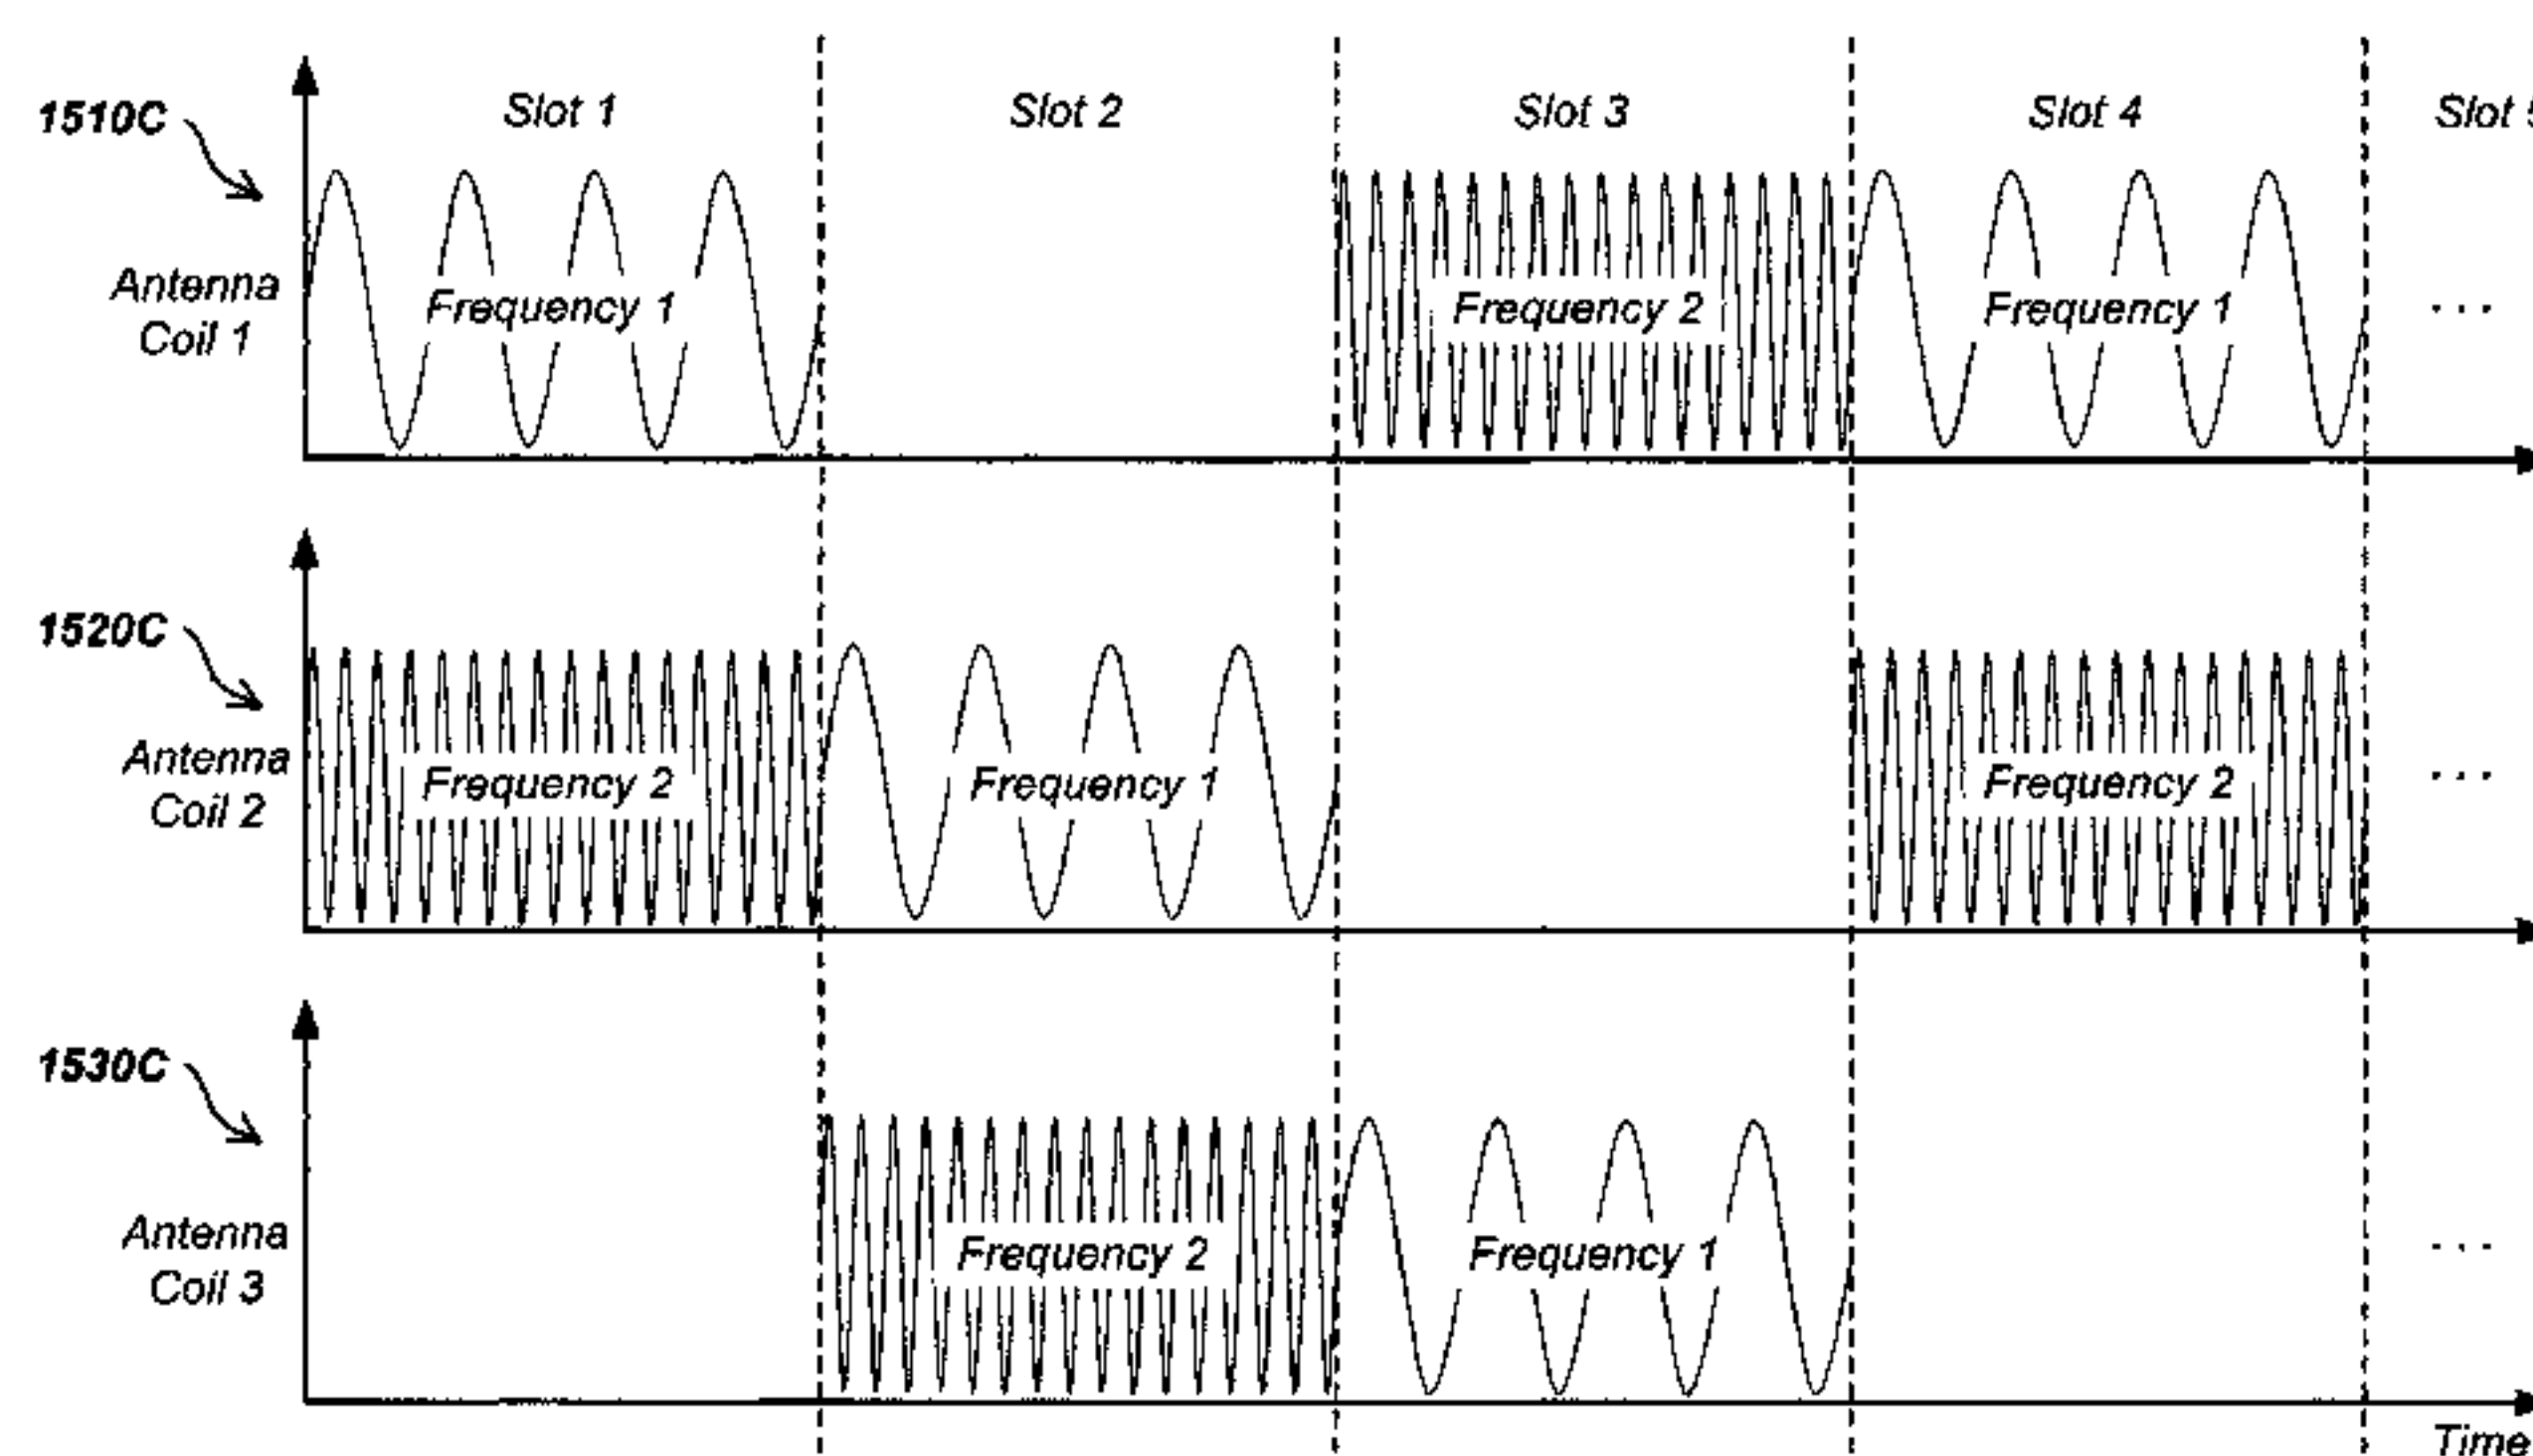 Slot 1 Slot 2 Slot 3 Slot 4 Slot
1510C
Antenna
Coil 1
Frequency 1 Frequency 2 Frequency 1 ...
1520C
Antenna
Coil 2
Frequency 2 Frequency 1 Frequency 2 ...
1530C
Antenna
Coil 3
Frequency 2 Frequency 1 ...
Time